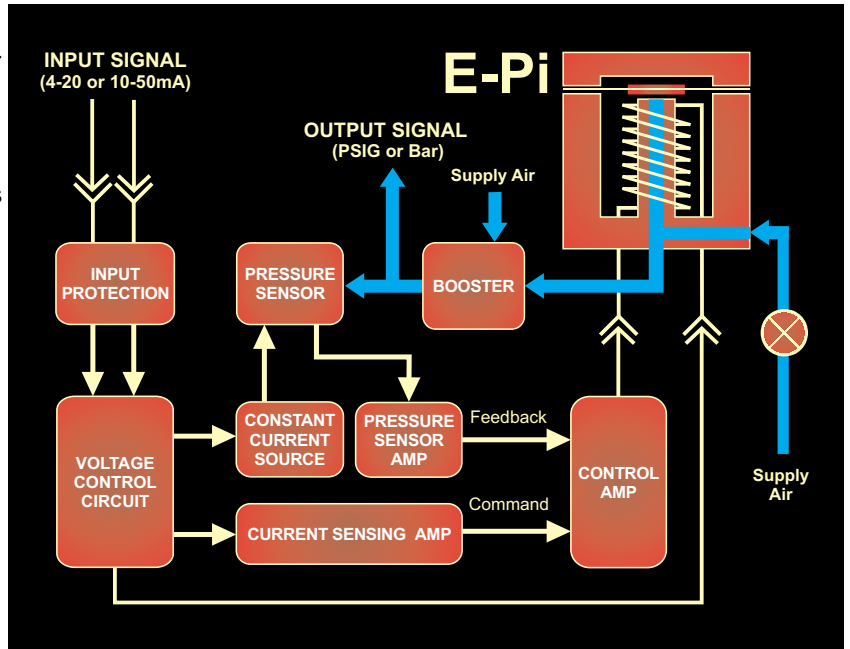 INPUT SIGNAL
(4-20 or 10-50mA)
E-Pi
OUTPUT SIGNAL
(PSIG or Bar)
Supply Air
INPUT
PROTECTION
PRESSURE
SENSOR
BOOSTER
VOLTAGE
CONTROL
CIRCUIT
CONSTANT
CURRENT
SOURCE
PRESSURE
SENSOR
AMP
Feedback
CONTROL
AMP
Supply
Air
CURRENT SENSING AMP
Command